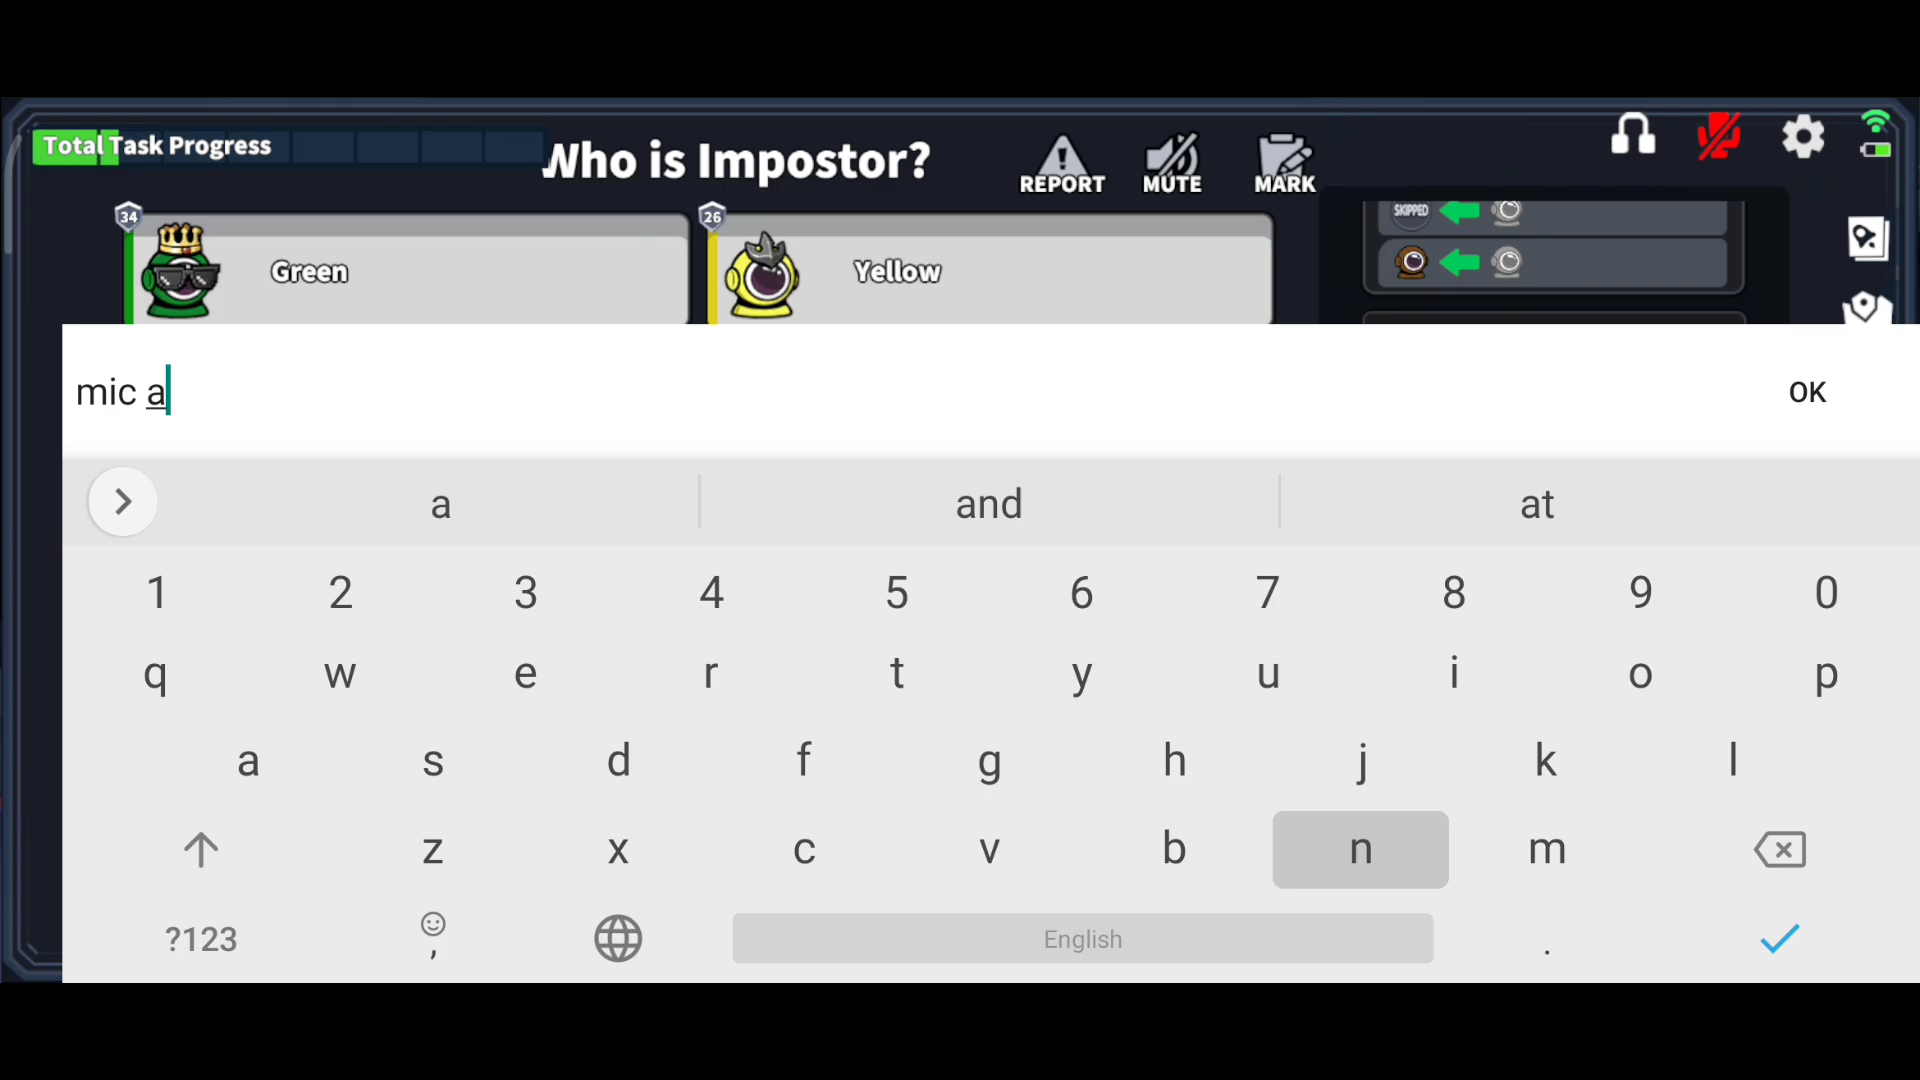 Total Task Progress
Who is Impostor?
REPORT
MUTE
MARK
SKIPPED
34
Green
26
Yellow
mic a
OK
a and at
1 2 3 4 5 6 7 8 9 0
q w e r t y u i o p
a s d f g h j k l
z x c v b n m
?123 , English .